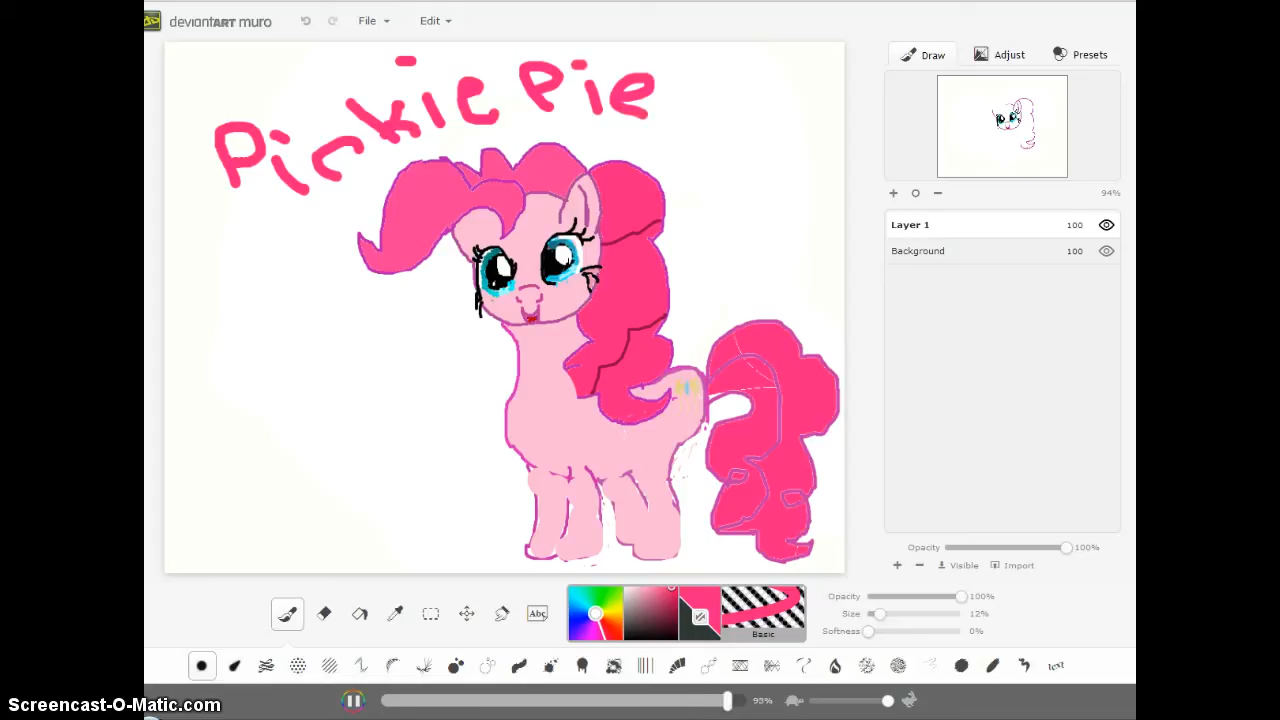 deviantART muro File Edit
Draw Adjust Presets
Pinkie Pie
94%
Layer 1 100
Background 100
Opacity 100%
Visible Import
Abc
Basic
Opacity 100%
Size 12%
Softness 0%
text
93%
Screencast-O-Matic.com